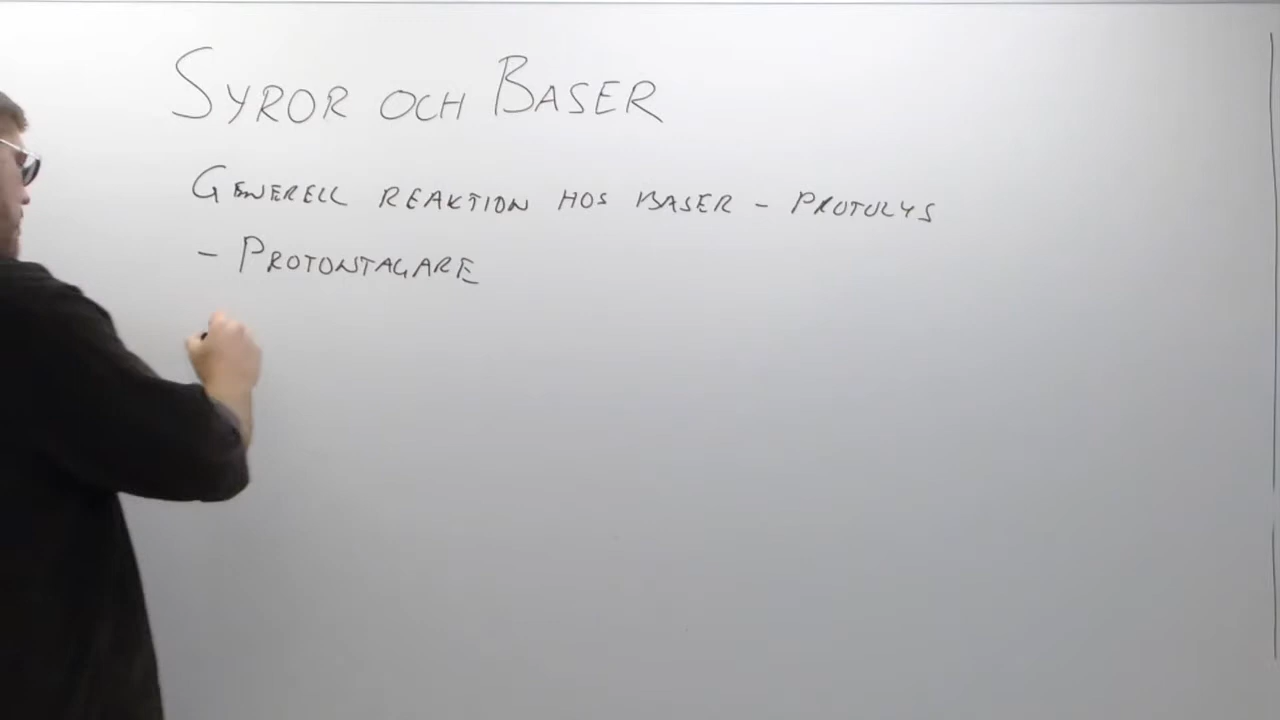 SYROR OCH BASER
GENERELL REAKTION HOS BASER - PROTOLYS
- PROTONTAGARE